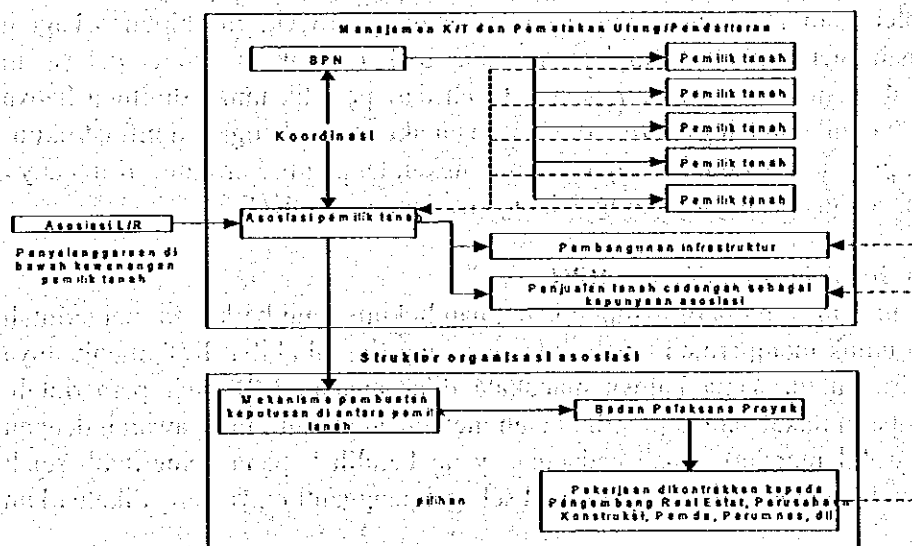 Manajemen K/T dan Pemetakan Ulang/Pendaftaran
BPN
Pemilik tanah
Pemilik tanah
Pemilik tanah
Pemilik tanah
Pemilik tanah
Koordinasi
Asosiasi L/R
Asosiasi pemilik tana
Penyelenggaraan di
bawah kewenangan
pemilik tanah
Pembangunan infrastruktur
Penjualan tanah cadangan sebagai
kepunyaan asosiasi
Struktur organisasi asosiasi
Mekanisme pembuatan
keputusan di antara pemil
tanah
Badan Pelaksana Proyek
pilihan
Pekerjaan dikontrakkan kepada
Pengembang Real Estat, Perusahan
Konstruksi, Pemda, Perumnas, dll